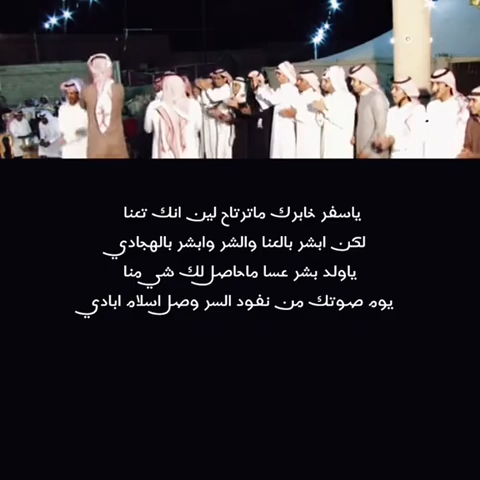 ياسفر خابرك ماترتاح لين انك تعنا
لكن ابشر بالعنا والشر وابشر بالهجادي
ياولد بشر عسا ماحاصل لك شي منا
يوم صوتك من نفود السر وصل اسلام ابادي